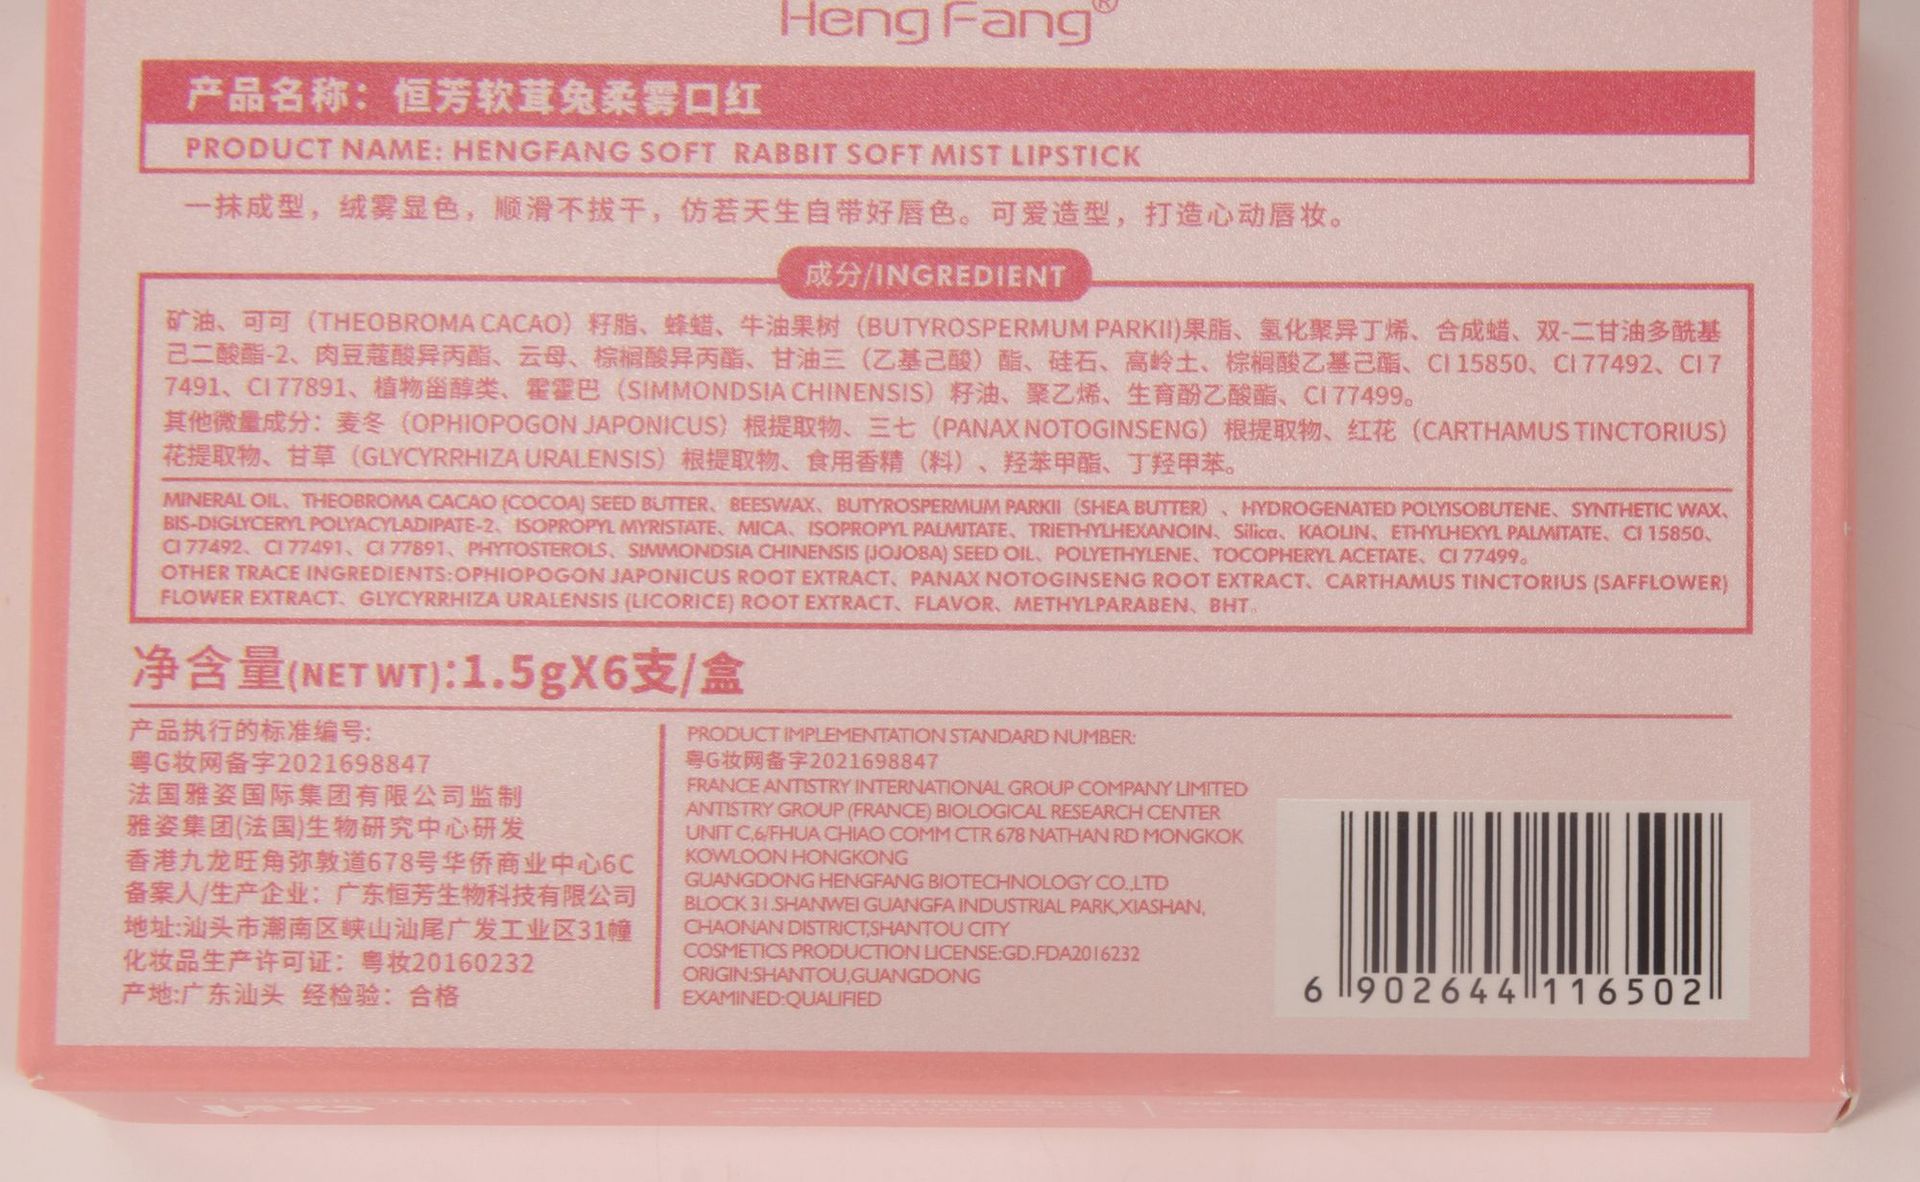 Heng Fang®
产品名称：恒芳软茸兔柔雾口红
PRODUCT NAME: HENGFANG SOFT RABBIT SOFT MIST LIPSTICK
一抹成型，绒雾显色，顺滑不拔干，仿若天生自带好唇色。可爱造型，打造心动唇妆。
成分/INGREDIENT
矿油、可可（THEOBROMA CACAO）籽脂、蜂蜡、牛油果树（BUTYROSPERMUM PARKII)果脂、氢化聚异丁烯、合成蜡、双-二甘油多酰基
己二酸酯-2、肉豆蔻酸异丙酯、云母、棕榈酸异丙酯、甘油三（乙基己酸）酯、硅石、高岭土、棕榈酸乙基己酯、CI 15850、CI 77492、CI 7
7491、CI 77891、植物甾醇类、霍霍巴（SIMMONDSIA CHINENSIS）籽油、聚乙烯、生育酚乙酸酯、CI 77499。
其他微量成分：麦冬（OPHIOPOGON JAPONICUS）根提取物、三七（PANAX NOTOGINSENG）根提取物、红花（CARTHAMUS TINCTORIUS）
花提取物、甘草（GLYCYRRHIZA URALENSIS）根提取物、食用香精（料）、羟苯甲酯、丁羟甲苯。
MINERAL OIL、THEOBROMA CACAO (COCOA) SEED BUTTER、BEESWAX、BUTYROSPERMUM PARKII（SHEA BUTTER）、HYDROGENATED POLYISOBUTENE、SYNTHETIC WAX、
BIS-DIGLYCERYL POLYACYLADIPATE-2、ISOPROPYL MYRISTATE、MICA、ISOPROPYL PALMITATE、TRIETHYLHEXANOIN、Silica、KAOLIN、ETHYLHEXYL PALMITATE、CI 15850、
CI 77492、CI 77491、CI 77891、PHYTOSTEROLS、SIMMONDSIA CHINENSIS (JOJOBA) SEED OIL、POLYETHYLENE、TOCOPHERYL ACETATE、CI 77499。
OTHER TRACE INGREDIENTS:OPHIOPOGON JAPONICUS ROOT EXTRACT、PANAX NOTOGINSENG ROOT EXTRACT、CARTHAMUS TINCTORIUS (SAFFLOWER)
FLOWER EXTRACT、GLYCYRRHIZA URALENSIS (LICORICE) ROOT EXTRACT、FLAVOR、METHYLPARABEN、BHT。
净含量(NET WT):1.5gX6支/盒
产品执行的标准编号:
粤G妆网备字2021698847
法国雅姿国际集团有限公司监制
雅姿集团(法国)生物研究中心研发
香港九龙旺角弥敦道678号华侨商业中心6C
备案人/生产企业：广东恒芳生物科技有限公司
地址:汕头市潮南区峡山汕尾广发工业区31幢
化妆品生产许可证：粤妆20160232
产地:广东汕头 经检验：合格
PRODUCT IMPLEMENTATION STANDARD NUMBER:
粤G妆网备字2021698847
FRANCE ANTISTRY INTERNATIONAL GROUP COMPANY LIMITED
ANTISTRY GROUP (FRANCE) BIOLOGICAL RESEARCH CENTER
UNIT C,6/FHUA CHIAO COMM CTR 678 NATHAN RD MONGKOK
KOWLOON HONGKONG
GUANGDONG HENGFANG BIOTECHNOLOGY CO.,LTD
BLOCK 31.SHANWEI GUANGFA INDUSTRIAL PARK,XIASHAN,
CHAONAN DISTRICT,SHANTOU CITY
COSMETICS PRODUCTION LICENSE:GD.FDA2016232
ORIGIN:SHANTOU,GUANGDONG
EXAMINED:QUALIFIED
6 902644 116502